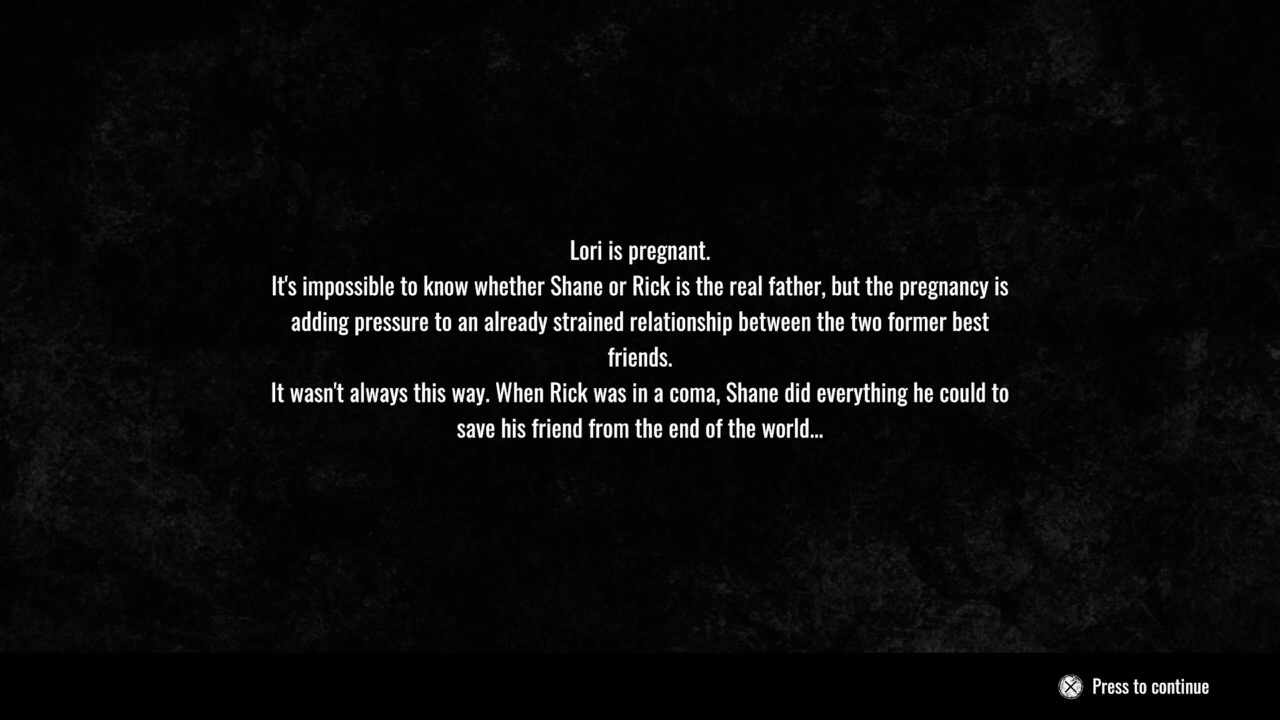 Lori is pregnant.
It's impossible to know whether Shane or Rick is the real father, but the pregnancy is
adding pressure to an already strained relationship between the two former best
friends.
It wasn't always this way. When Rick was in a coma, Shane did everything he could to
save his friend from the end of the world...
Press to continue